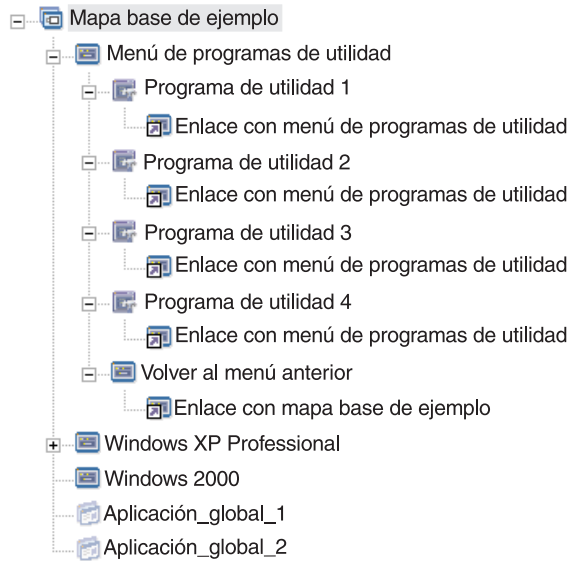 Mapa base de ejemplo
Menú de programas de utilidad
Programa de utilidad 1
Enlace con menú de programas de utilidad
Programa de utilidad 2
Enlace con menú de programas de utilidad
Programa de utilidad 3
Enlace con menú de programas de utilidad
Programa de utilidad 4
Enlace con menú de programas de utilidad
Volver al menú anterior
Enlace con mapa base de ejemplo
Windows XP Professional
Windows 2000
Aplicación_global_1
Aplicación_global_2